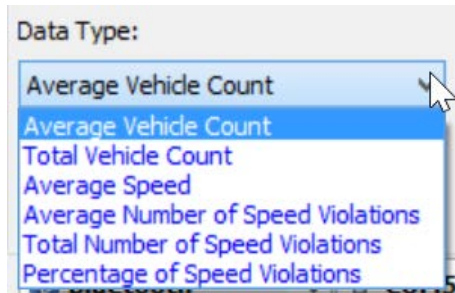 Data Type:
Average Vehicle Count
Average Vehicle Count
Total Vehicle Count
Average Speed
Average Number of Speed Violations
Total Number of Speed Violations
Percentage of Speed Violations